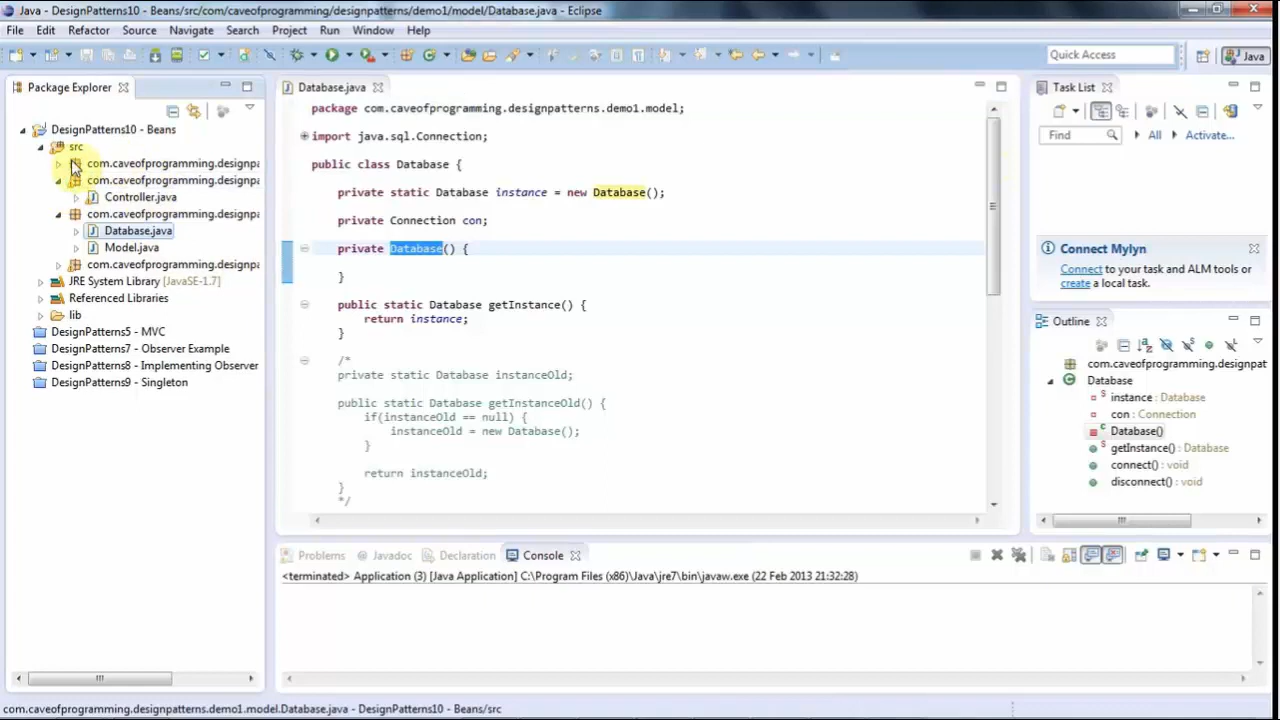 Java - DesignPatterns10 - Beans/src/com/caveofprogramming/designpatterns/demo1/model/Database.java - Eclipse
File Edit Refactor Source Navigate Search Project Run Window Help
Quick Access
Java
Package Explorer
DesignPatterns10 - Beans
src
com.caveofprogramming.designpa
com.caveofprogramming.designpa
Controller.java
com.caveofprogramming.designpa
Database.java
Model.java
com.caveofprogramming.designpa
JRE System Library [JavaSE-1.7]
Referenced Libraries
lib
DesignPatterns5 - MVC
DesignPatterns7 - Observer Example
DesignPatterns8 - Implementing Observer
DesignPatterns9 - Singleton
Database.java
package com.caveofprogramming.designpatterns.demo1.model;
import java.sql.Connection;
public class Database {
private static Database instance = new Database();
private Connection con;
private Database() {
}
public static Database getInstance() {
return instance;
}
/*
private static Database instanceOld;
public static Database getInstanceOld() {
if(instanceOld == null) {
instanceOld = new Database();
}
return instanceOld;
}
*/
Task List
Find All Activate...
Connect Mylyn
Connect to your task and ALM tools or
create a local task.
Outline
com.caveofprogramming.designpat
Database
instance : Database
con : Connection
Database()
getInstance() : Database
connect() : void
disconnect() : void
Problems Javadoc Declaration Console
<terminated> Application (3) [Java Application] C:\Program Files (x86)\Java\jre7\bin\javaw.exe (22 Feb 2013 21:32:28)
com.caveofprogramming.designpatterns.demo1.model.Database.java - DesignPatterns10 - Beans/src